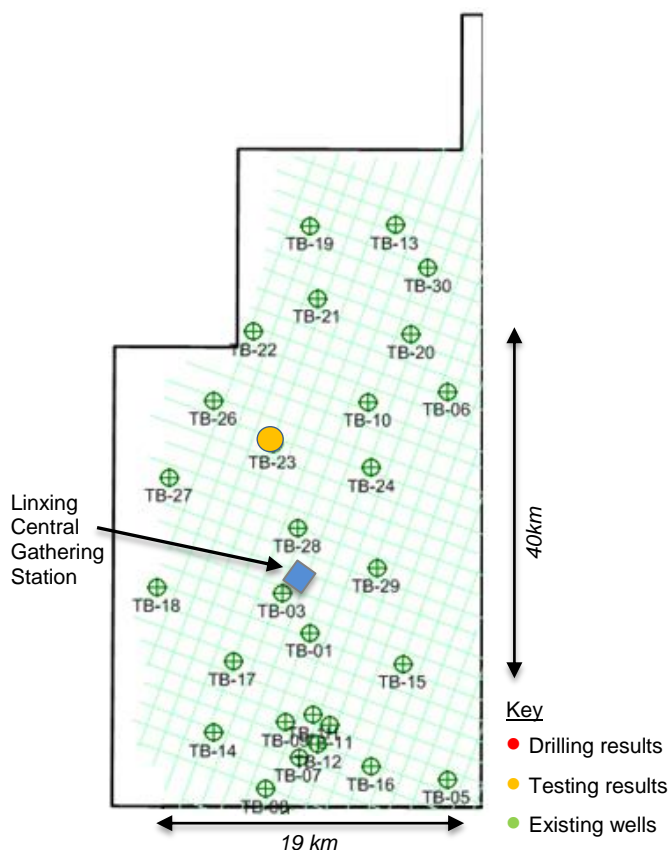 TB-19
TB-13
TB-30
TB-21
TB-22
TB-20
TB-06
TB-26
TB-10
TB-23
TB-24
TB-27
Linxing
Central
Gathering
Station
TB-28
TB-29
40km
TB-18
TB-03
TB-01
TB-17
TB-15
Key
Drilling results
TB-09
TB-14
TB-12
TB-07
TB-16
Testing results
TB-05
TB-08
Existing wells
19 km